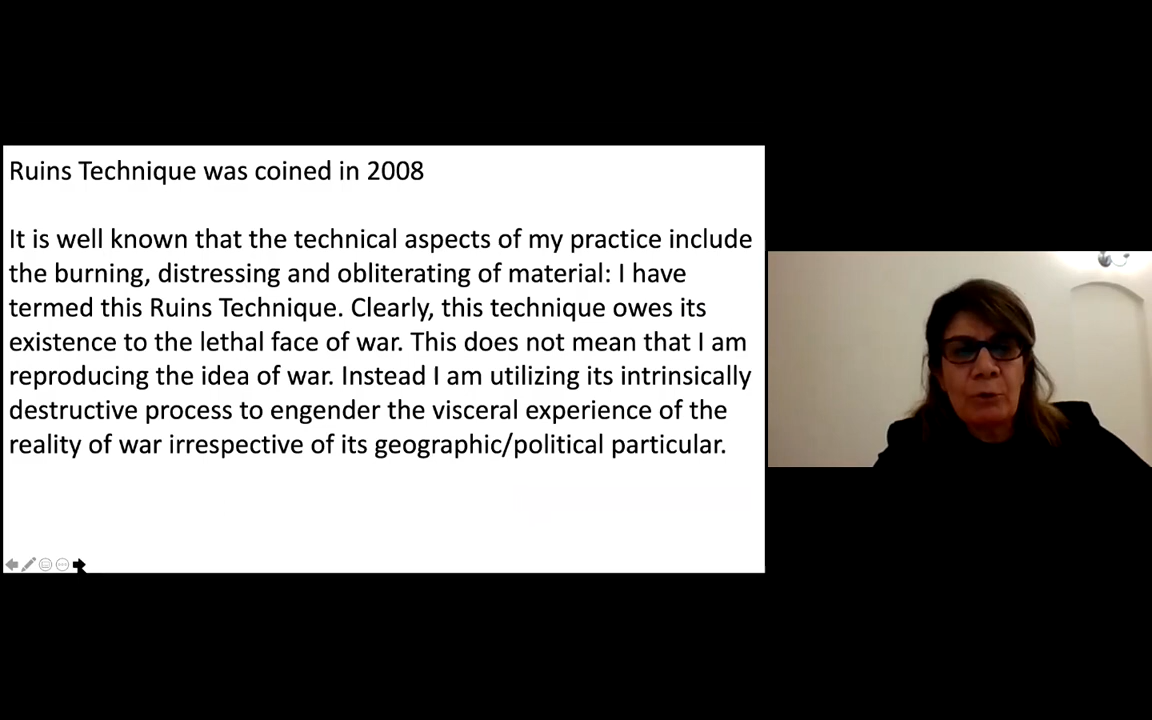 Ruins Technique was coined in 2008
It is well known that the technical aspects of my practice include
the burning, distressing and obliterating of material: I have
termed this Ruins Technique. Clearly, this technique owes its
existence to the lethal face of war. This does not mean that I am
reproducing the idea of war. Instead I am utilizing its intrinsically
destructive process to engender the visceral experience of the
reality of war irrespective of its geographic/political particular.